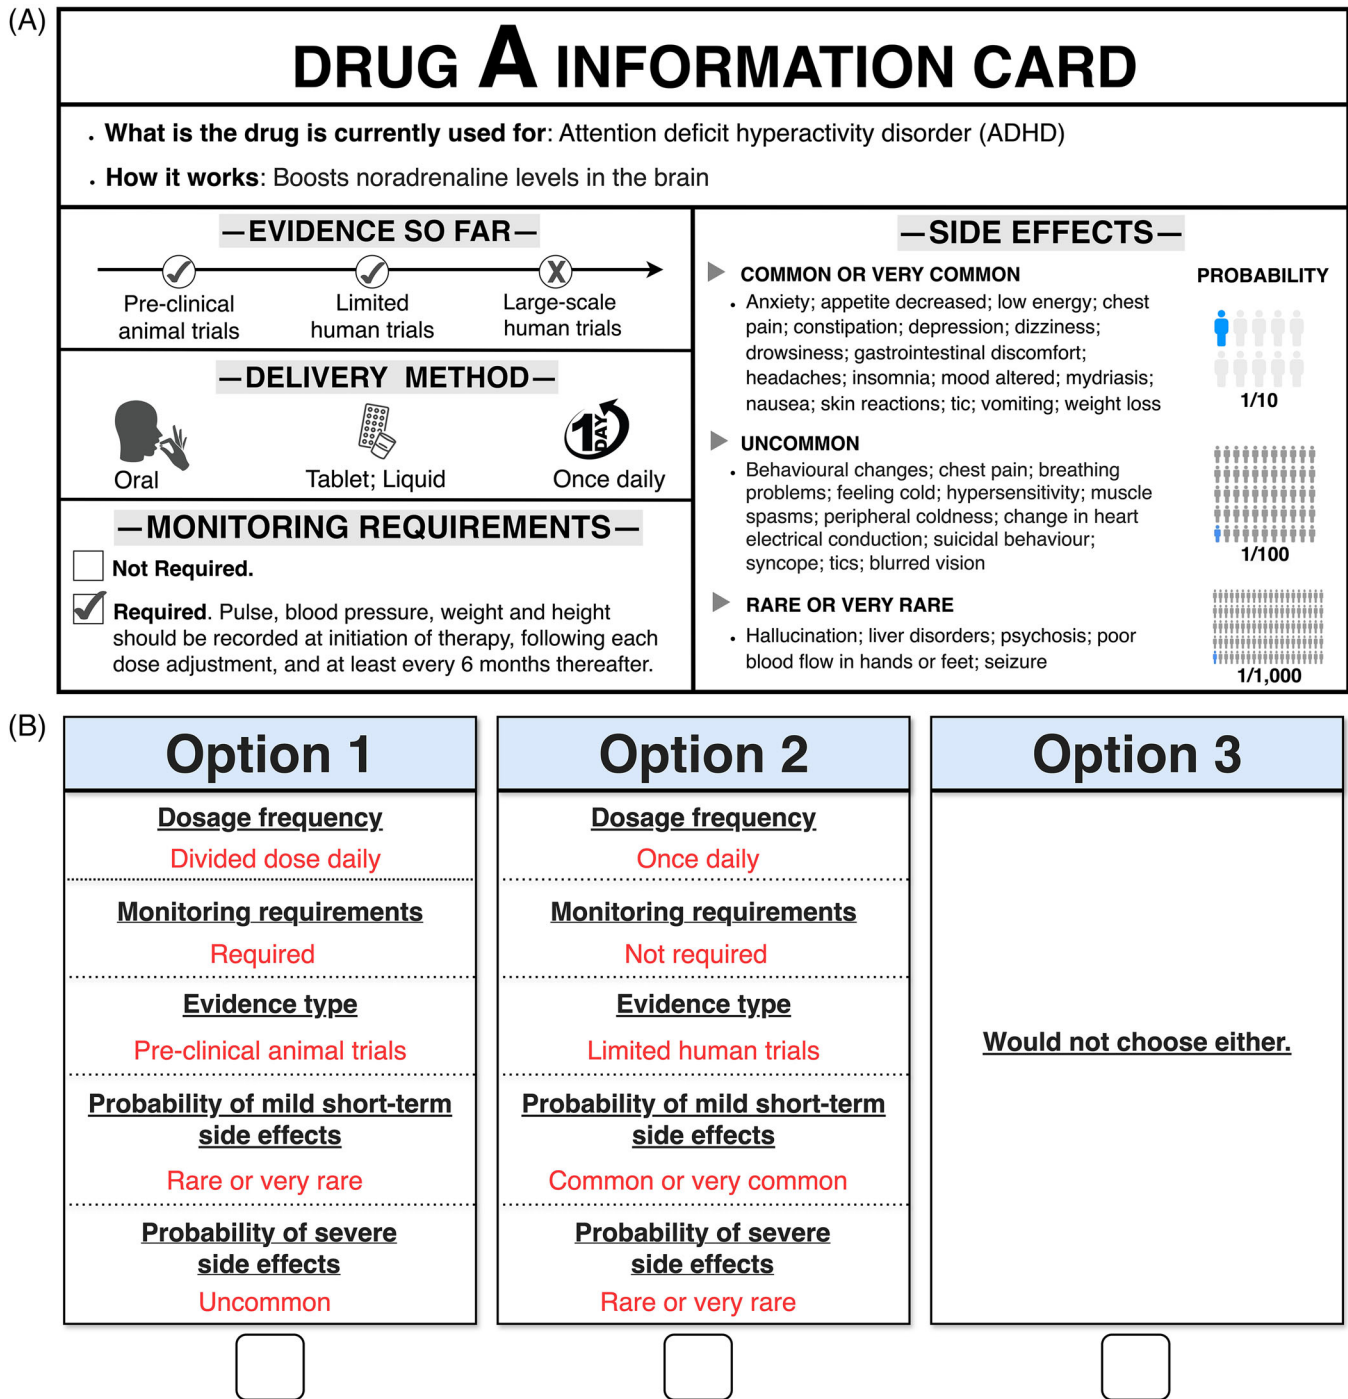 (A)
DRUG A INFORMATION CARD
. What is the drug is currently used for: Attention deficit hyperactivity disorder (ADHD)
. How it works: Boosts noradrenaline levels in the brain
—EVIDENCE SO FAR—
X
Pre-clinical
animal trials
Limited
human trials
Large-scale
human trials
—DELIVERY METHOD—
1
DAY
Oral
Tablet; Liquid
Once daily
—MONITORING REQUIREMENTS—
Not Required.
Required. Pulse, blood pressure, weight and height
should be recorded at initiation of therapy, following each
dose adjustment, and at least every 6 months thereafter.
—SIDE EFFECTS—
COMMON OR VERY COMMON
PROBABILITY
. Anxiety; appetite decreased; low energy; chest
pain; constipation; depression; dizziness;
drowsiness; gastrointestinal discomfort;
headaches; insomnia; mood altered; mydriasis;
nausea; skin reactions; tic; vomiting; weight loss
1/10
UNCOMMON
. Behavioural changes; chest pain; breathing
problems; feeling cold; hypersensitivity; muscle
spasms; peripheral coldness; change in heart
electrical conduction; suicidal behaviour;
syncope; tics; blurred vision
1/100
RARE OR VERY RARE
. Hallucination; liver disorders; psychosis; poor
blood flow in hands or feet; seizure
1/1,000
(B)
Option 1
Dosage frequency
Divided dose daily
Monitoring requirements
Required
Evidence type
Pre-clinical animal trials
Probability of mild short-term
side effects
Rare or very rare
Probability of severe
side effects
Uncommon
Option 2
Dosage frequency
Once daily
Monitoring requirements
Not required
Evidence type
Limited human trials
Probability of mild short-term
side effects
Common or very common
Probability of severe
side effects
Rare or very rare
Option 3
Would not choose either.